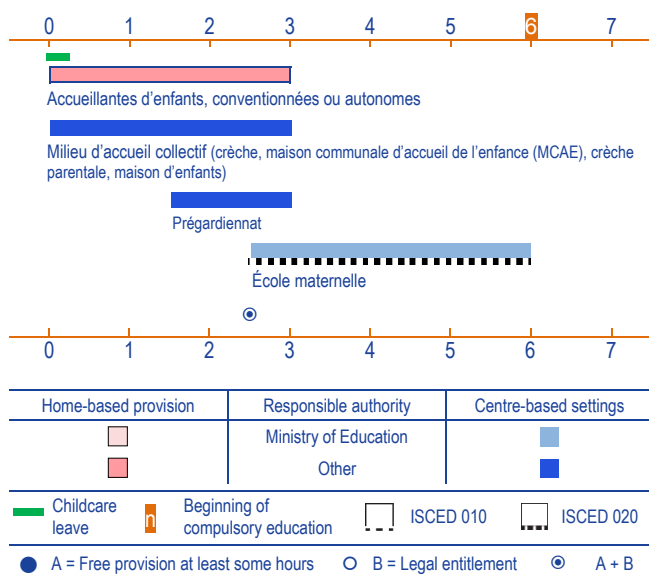 0 1 2 3 4 5 6 7
Accueillantes d'enfants, conventionnées ou autonomes
Milieu d'accueil collectif (crèche, maison communale d'accueil de l'enfance (MCAE), crèche
parentale, maison d'enfants)
Prégardiennat
École maternelle
0 1 2 3 4 5 6 7
Home-based provision Responsible authority Centre-based settings
Ministry of Education
Other
Childcare
leave
n
Beginning of
compulsory education
ISCED 010
ISCED 020
A = Free provision at least some hours B = Legal entitlement A + B